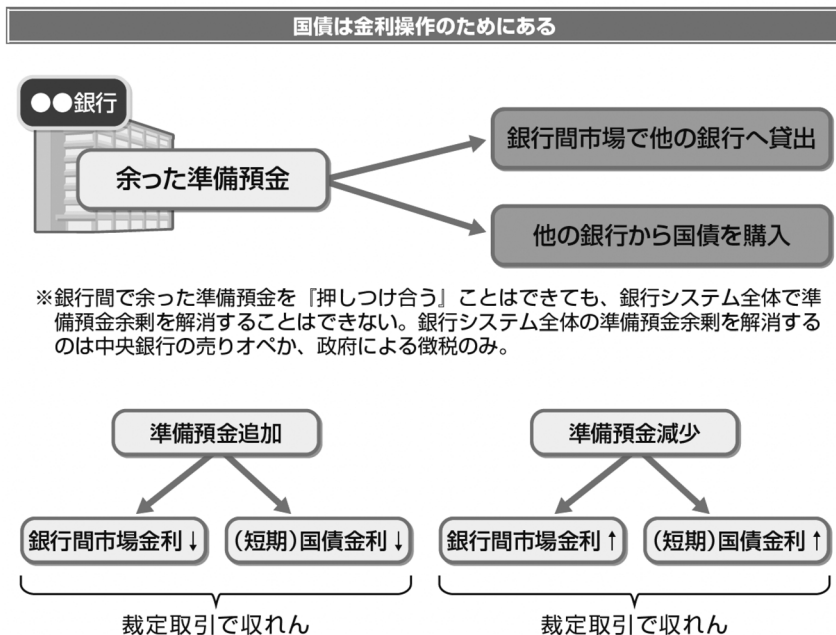 国債は金利操作のためにある
●●銀行
余った準備預金
銀行間市場で他の銀行へ貸出
他の銀行から国債を購入
※銀行間で余った準備預金を『押しつけ合う』ことはできても、銀行システム全体で準
備預金余剰を解消することはできない。銀行システム全体の準備預金余剰を解消する
のは中央銀行の売りオペか、政府による徴税のみ。
準備預金追加
銀行間市場金利↓
(短期)国債金利↓
裁定取引で収れん
準備預金減少
銀行間市場金利↑
(短期)国債金利↑
裁定取引で収れん